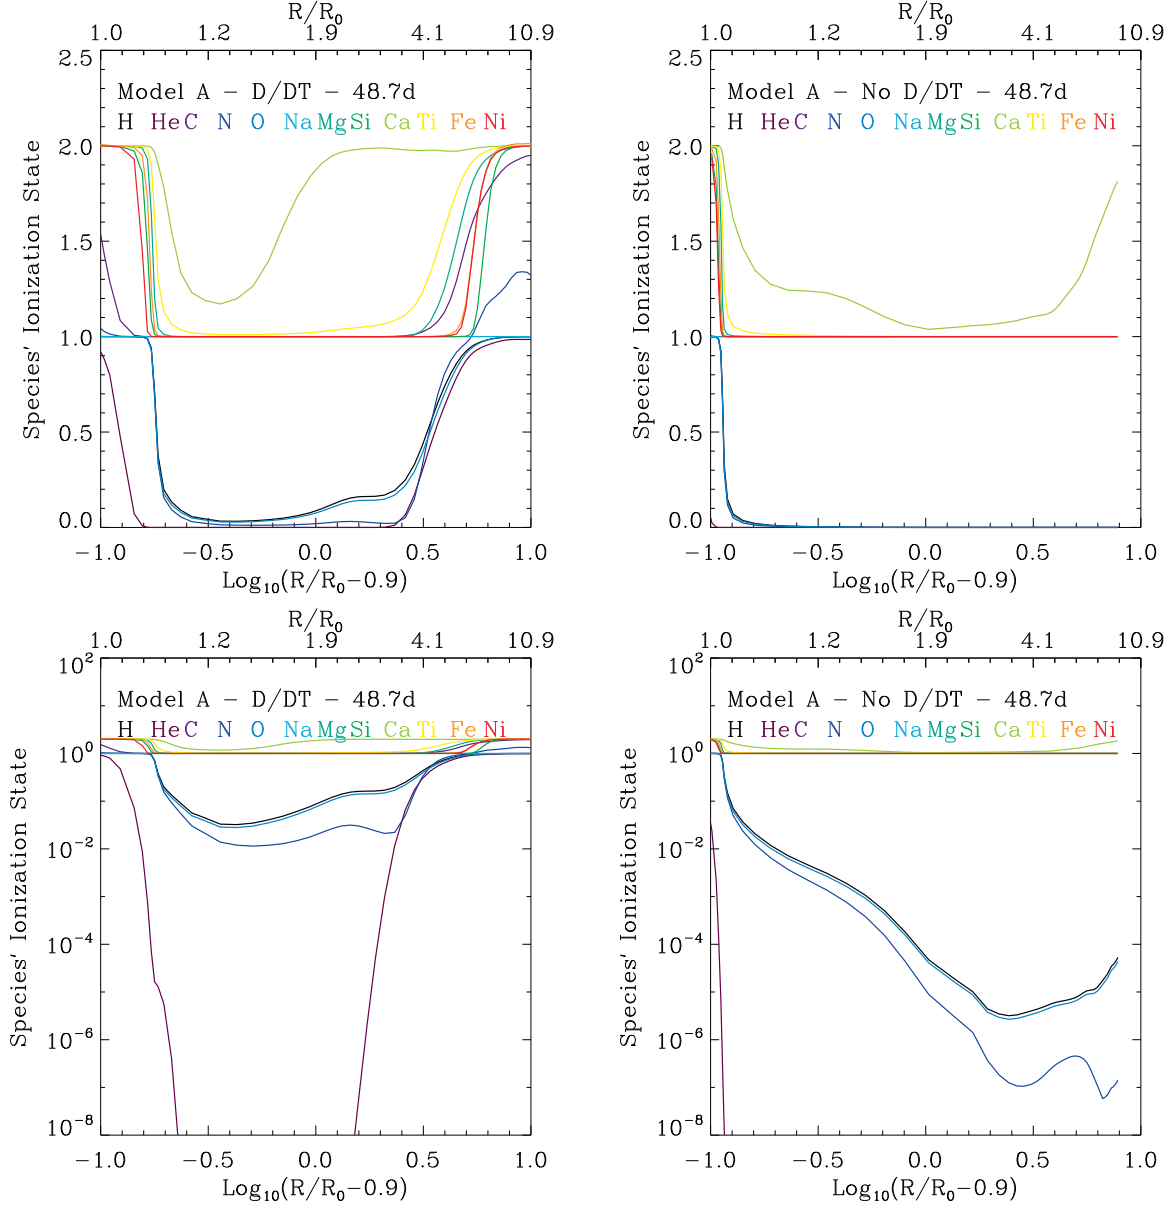 R/R0
1.0 1.2 1.9 4.1 10.9
2.5
2.0
1.5
1.0
0.5
0.0
Species' Ionization State
Model A – D/DT – 48.7d
H He C N O Na Mg Si Ca Ti Fe Ni
−1.0 −0.5 0.0 0.5 1.0
Log10(R/R0−0.9)
R/R0
1.0 1.2 1.9 4.1 10.9
2.5
2.0
1.5
1.0
0.5
0.0
Species' Ionization State
Model A – No D/DT – 48.7d
H He C N O Na Mg Si Ca Ti Fe Ni
−1.0 −0.5 0.0 0.5 1.0
Log10(R/R0−0.9)
R/R0
1.0 1.2 1.9 4.1 10.9
10^2
10^0
10^−2
10^−4
10^−6
10^−8
Species' Ionization State
Model A – D/DT – 48.7d
H He C N O Na Mg Si Ca Ti Fe Ni
−1.0 −0.5 0.0 0.5 1.0
Log10(R/R0−0.9)
R/R0
1.0 1.2 1.9 4.1 10.9
10^2
10^0
10^−2
10^−4
10^−6
10^−8
Species' Ionization State
Model A – No D/DT – 48.7d
H He C N O Na Mg Si Ca Ti Fe Ni
−1.0 −0.5 0.0 0.5 1.0
Log10(R/R0−0.9)